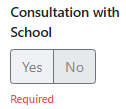 Consultation with
School
Yes No
Required